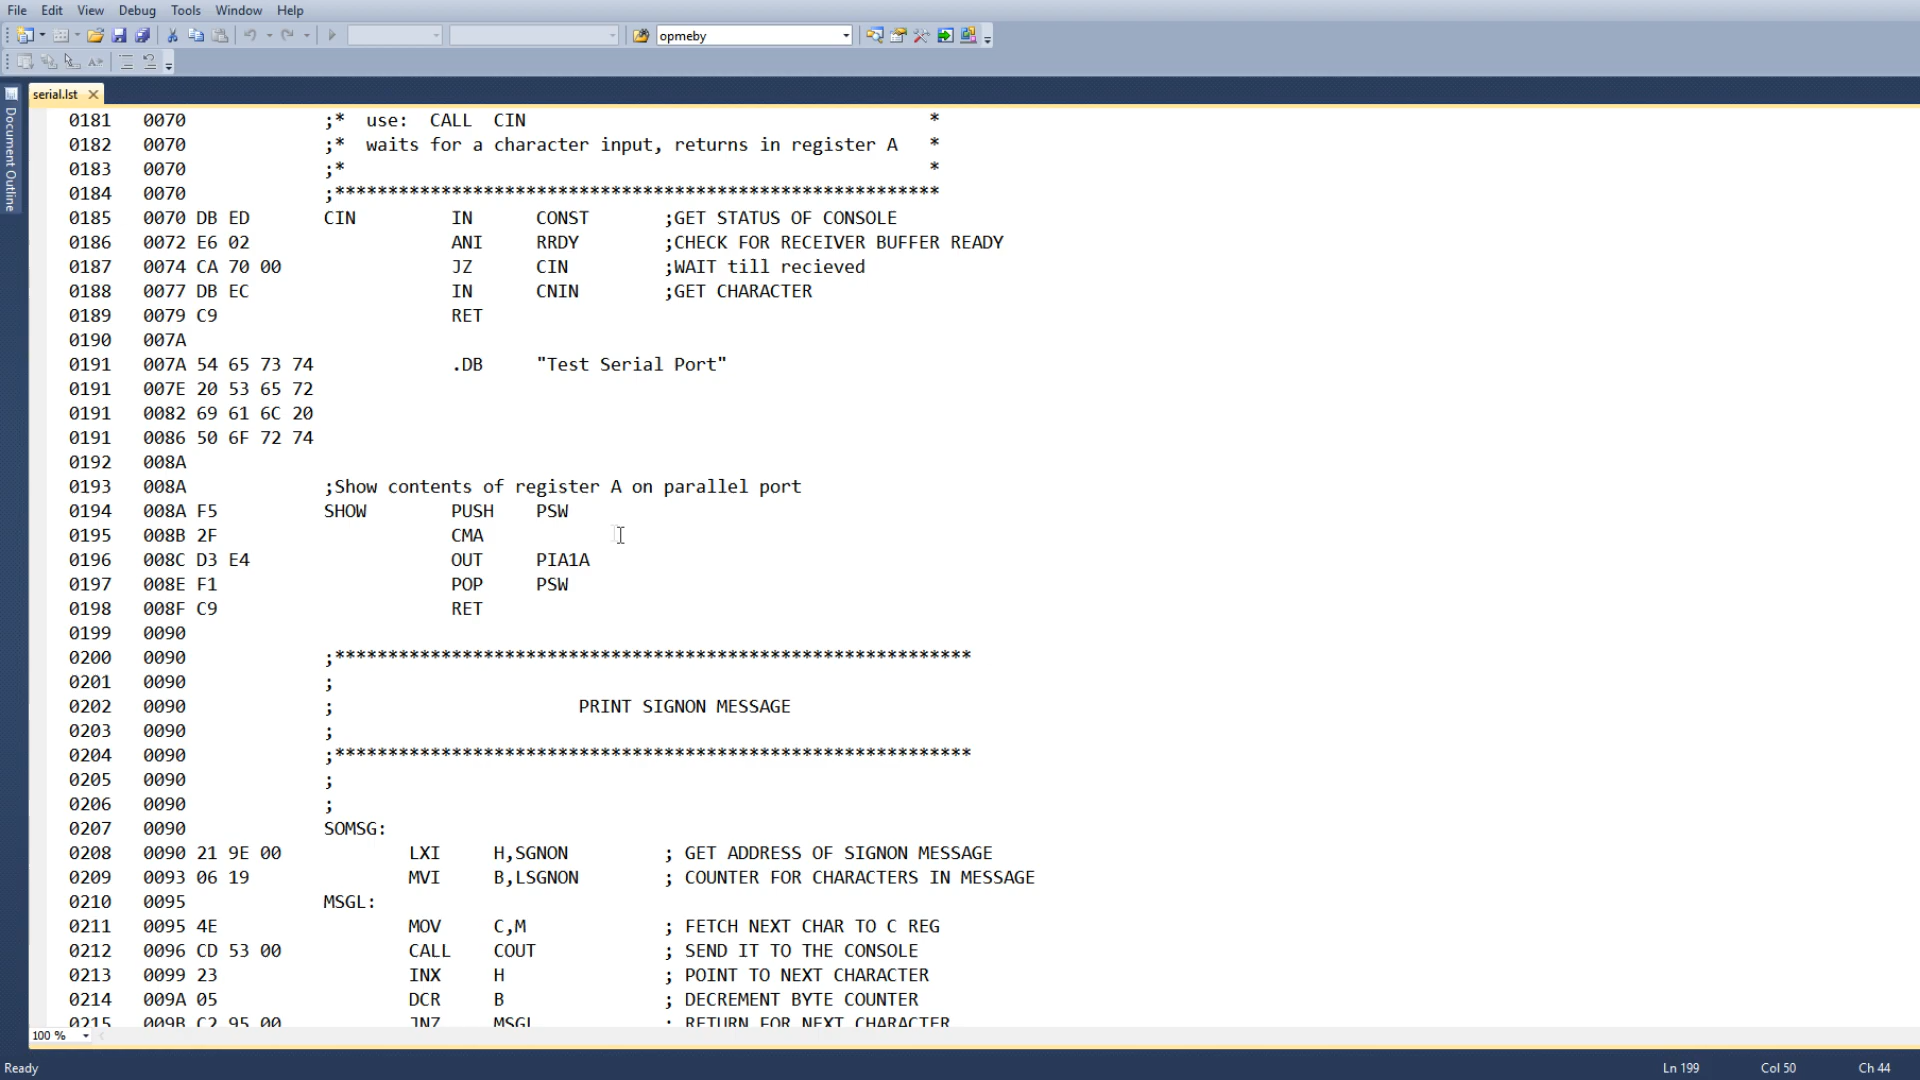 File Edit View Debug Tools Window Help
opmeby
serial.lst
Document Outline
0181 0070 ;* use: CALL CIN *
0182 0070 ;* waits for a character input, returns in register A *
0183 0070 ;* *
0184 0070 ;*********************************************************
0185 0070 DB ED CIN IN CONST ;GET STATUS OF CONSOLE
0186 0072 E6 02 ANI RRDY ;CHECK FOR RECEIVER BUFFER READY
0187 0074 CA 70 00 JZ CIN ;WAIT till recieved
0188 0077 DB EC IN CNIN ;GET CHARACTER
0189 0079 C9 RET
0190 007A
0191 007A 54 65 73 74 .DB "Test Serial Port"
0191 007E 20 53 65 72
0191 0082 69 61 6C 20
0191 0086 50 6F 72 74
0192 008A
0193 008A ;Show contents of register A on parallel port
0194 008A F5 SHOW PUSH PSW
0195 008B 2F CMA
0196 008C D3 E4 OUT PIA1A
0197 008E F1 POP PSW
0198 008F C9 RET
0199 0090
0200 0090 ;************************************************************
0201 0090 ;
0202 0090 ; PRINT SIGNON MESSAGE
0203 0090 ;
0204 0090 ;************************************************************
0205 0090 ;
0206 0090 ;
0207 0090 SOMSG:
0208 0090 21 9E 00 LXI H,SGNON ; GET ADDRESS OF SIGNON MESSAGE
0209 0093 06 19 MVI B,LSGNON ; COUNTER FOR CHARACTERS IN MESSAGE
0210 0095 MSGL:
0211 0095 4E MOV C,M ; FETCH NEXT CHAR TO C REG
0212 0096 CD 53 00 CALL COUT ; SEND IT TO THE CONSOLE
0213 0099 23 INX H ; POINT TO NEXT CHARACTER
0214 009A 05 DCR B ; DECREMENT BYTE COUNTER
0215 009B C2 95 00 JNZ MSGL ; RETURN FOR NEXT CHARACTER
100 %
Ready Ln 199 Col 50 Ch 44